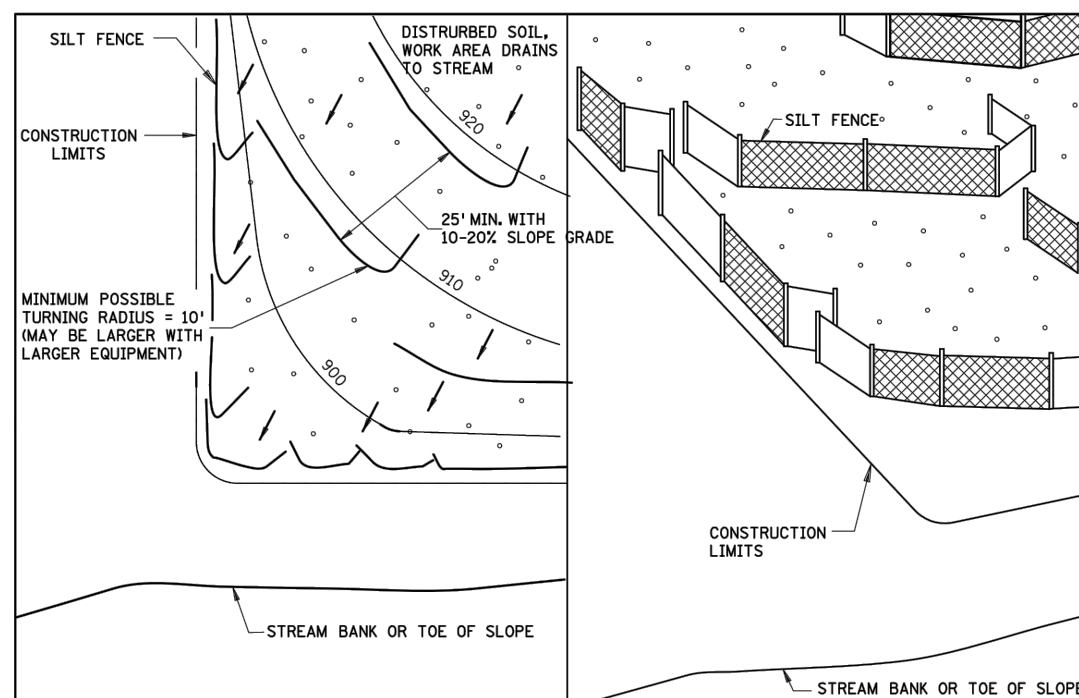 SILT FENCE
DISTRURBED SOIL,
WORK AREA DRAINS
TO STREAM
CONSTRUCTION
LIMITS
920
25' MIN. WITH
10-20% SLOPE GRADE
910
MINIMUM POSSIBLE
TURNING RADIUS = 10'
(MAY BE LARGER WITH
LARGER EQUIPMENT)
900
STREAM BANK OR TOE OF SLOPE
SILT FENCE
CONSTRUCTION
LIMITS
STREAM BANK OR TOE OF SLOPE